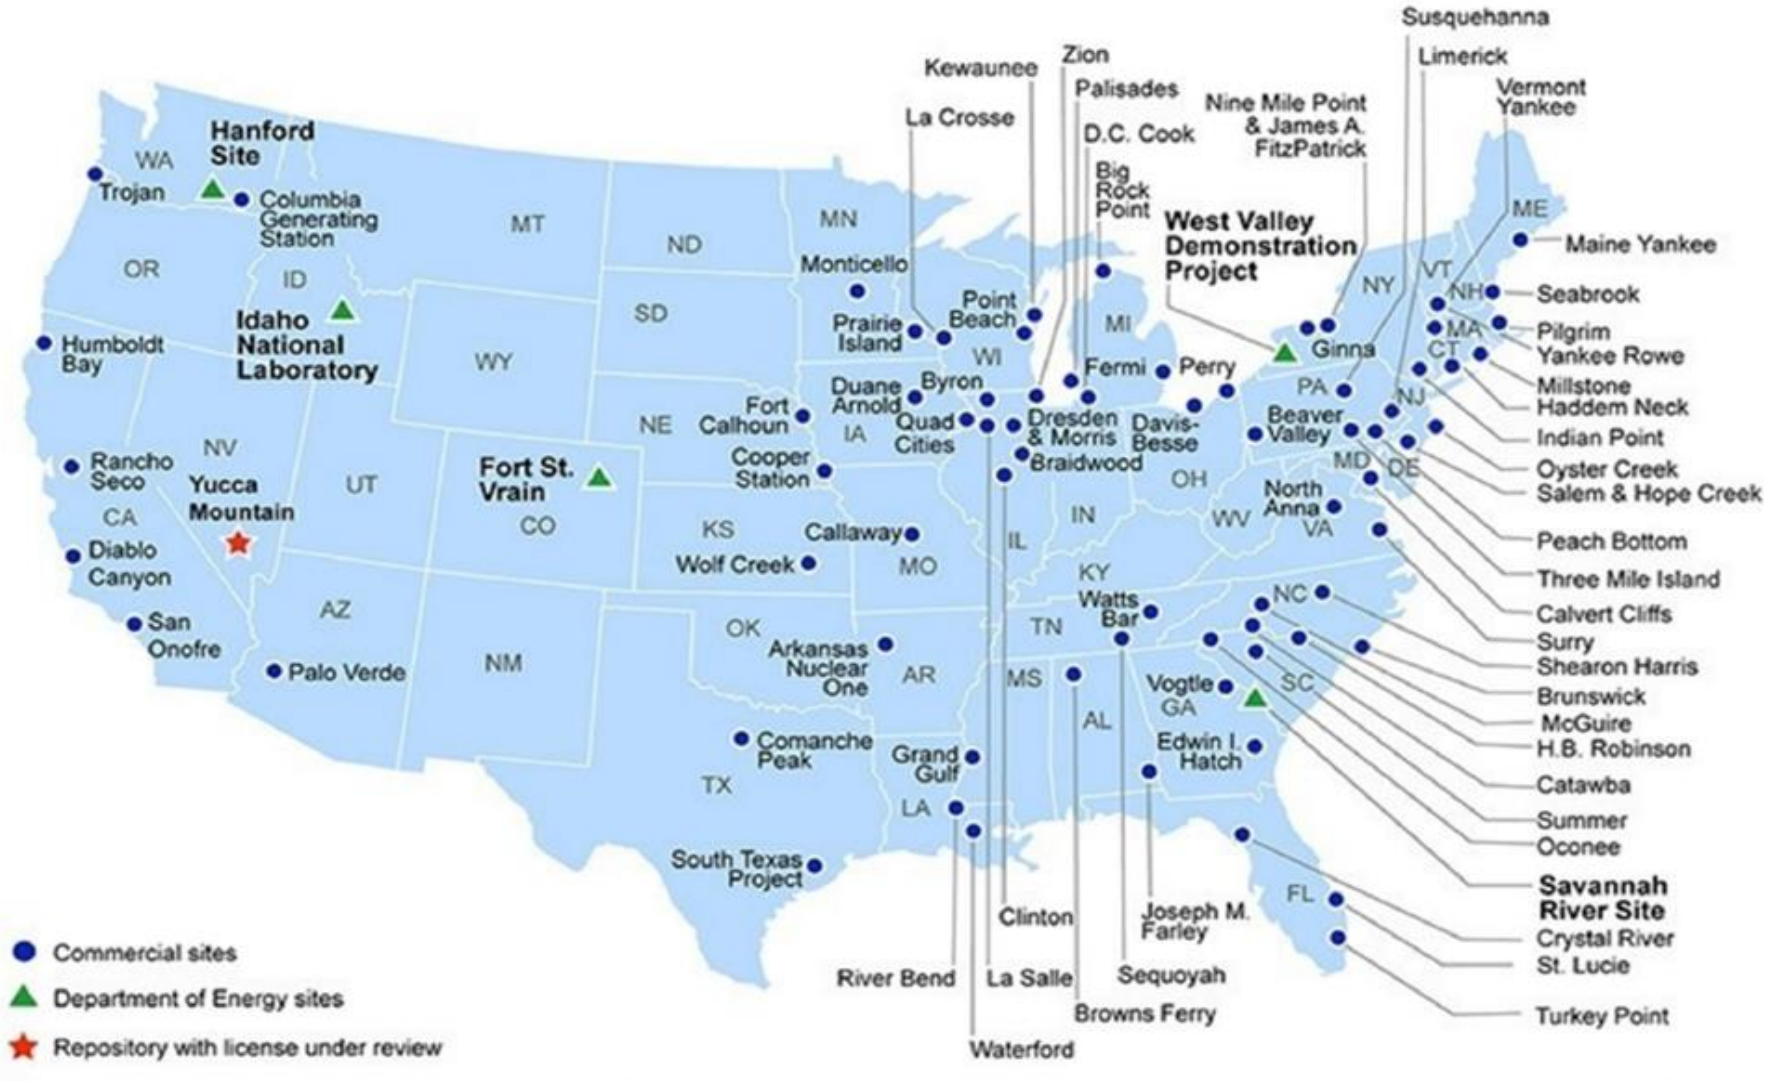 Susquehanna
Limerick
Vermont
Yankee
Zion
Kewaunee
Palisades
La Crosse
Nine Mile Point
& James A.
FitzPatrick
D.C. Cook
Big
Rock
Point
Hanford
Site
WA
Trojan
Columbia
Generating
Station
MT
ND
MN
Monticello
West Valley
Demonstration
Project
ME
Maine Yankee
OR
ID
Idaho
National
Laboratory
SD
Prairie
Island
Point
Beach
WI
MI
NY
VT
NH
Seabrook
Ginna
MA
CT
Pilgrim
Yankee Rowe
Humboldt
Bay
WY
Duane
Arnold
Byron
Fermi
Perry
PA
NJ
Millstone
Haddem Neck
Fort
Calhoun
NE
IA
Quad
Cities
Dresden
& Morris
Davis-
Besse
Beaver
Valley
Indian Point
NV
Rancho
Seco
Yucca
Mountain
UT
Fort St.
Vrain
CO
Cooper
Station
Braidwood
OH
MD
DE
Oyster Creek
Salem & Hope Creek
CA
KS
Callaway
IL
IN
North
Anna
WV
VA
Peach Bottom
Diablo
Canyon
Wolf Creek
MO
KY
Three Mile Island
San
Onofre
AZ
NM
OK
Watts
Bar
TN
NC
Calvert Cliffs
Surry
Palo Verde
Arkansas
Nuclear
One
AR
MS
AL
Vogtle
GA
SC
Shearon Harris
Brunswick
McGuire
H.B. Robinson
Comanche
Peak
TX
Grand
Gulf
LA
Edwin I.
Hatch
Catawba
Summer
Oconee
South Texas
Project
FL
Savannah
River Site
Clinton
Joseph M.
Farley
Crystal River
St. Lucie
River Bend
La Salle
Sequoyah
Browns Ferry
Turkey Point
Waterford
Commercial sites
Department of Energy sites
Repository with license under review